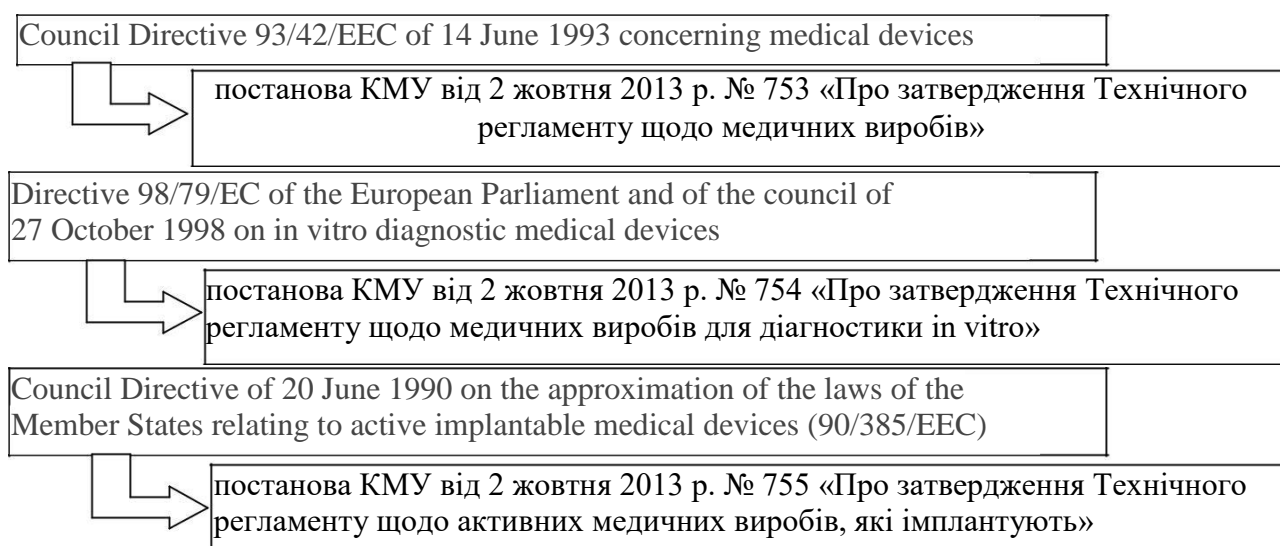 Council Directive 93/42/EEC of 14 June 1993 concerning medical devices
постанова КМУ від 2 жовтня 2013 р. № 753 «Про затвердження Технічного
регламенту щодо медичних виробів»
Directive 98/79/EC of the European Parliament and of the council of
27 October 1998 on in vitro diagnostic medical devices
постанова КМУ від 2 жовтня 2013 р. № 754 «Про затвердження Технічного
регламенту щодо медичних виробів для діагностики in vitro»
Council Directive of 20 June 1990 on the approximation of the laws of the
Member States relating to active implantable medical devices (90/385/EEC)
постанова КМУ від 2 жовтня 2013 р. № 755 «Про затвердження Технічного
регламенту щодо активних медичних виробів, які імплантують»